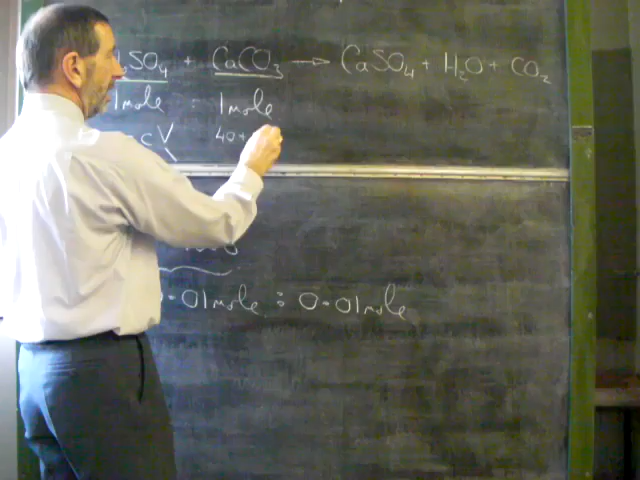 SO₄ + CaCO₃ → CaSO₄ + H₂O + CO₂
1mole : 1mole
cV 40+
0·01mole : 0·01mole